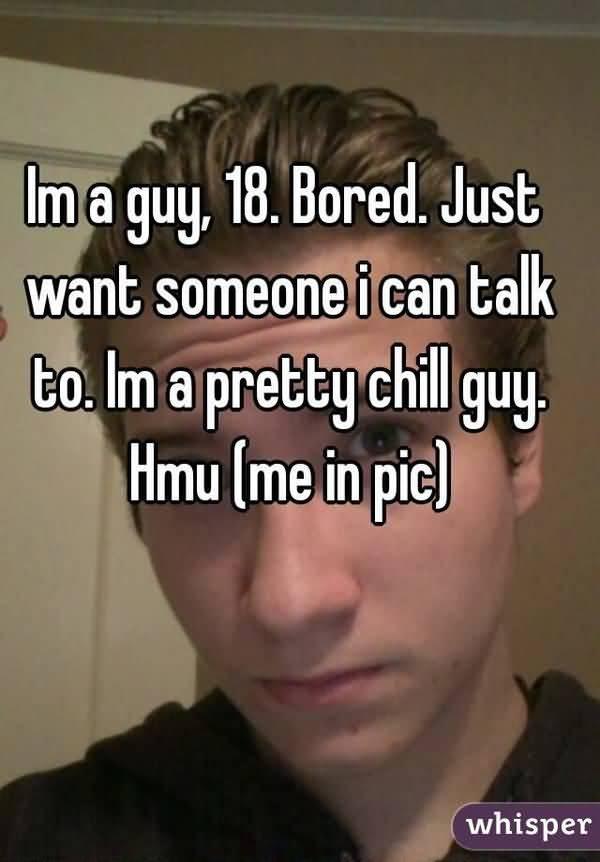 Im a guy, 18. Bored. Just
want someone i can talk
to. Im a pretty chill guy.
Hmu (me in pic)
whisper